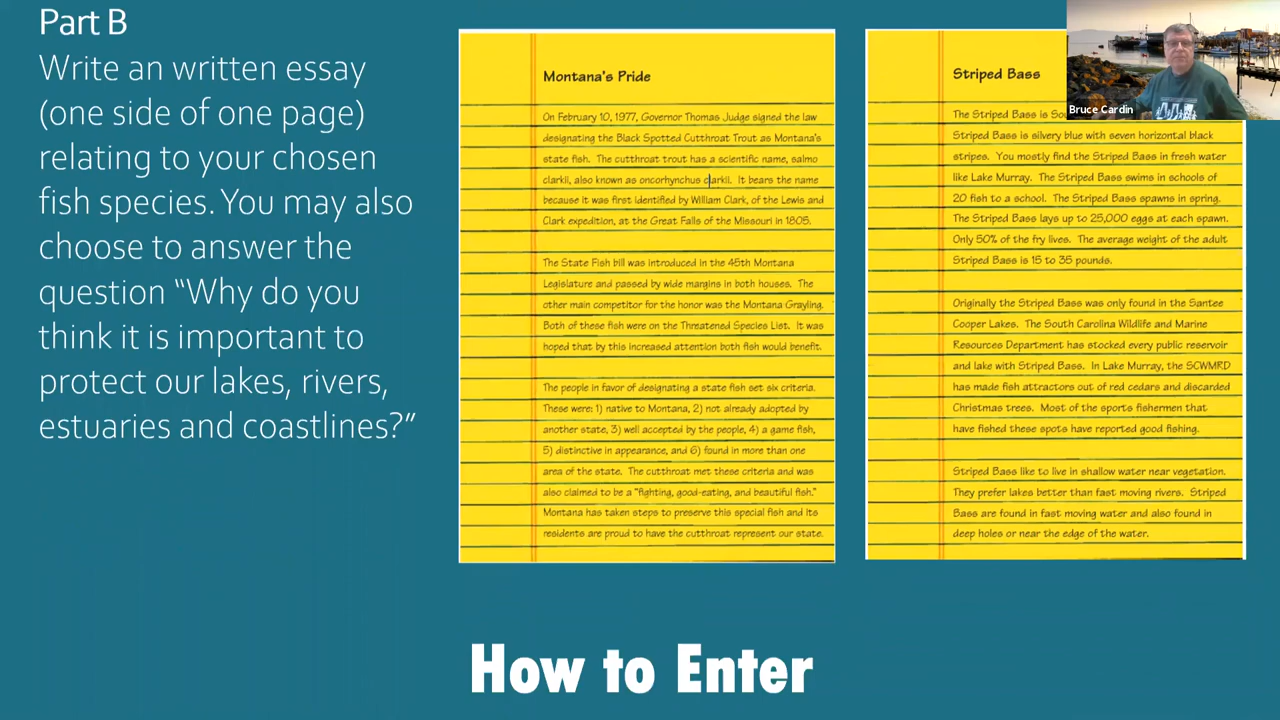 Part B
Write an written essay
(one side of one page)
relating to your chosen
fish species. You may also
choose to answer the
question “Why do you
think it is important to
protect our lakes, rivers,
estuaries and coastlines?”
Montana's Pride
On February 10, 1977, Governor Thomas Judge signed the law
designating the Black Spotted Cutthroat Trout as Montana's
state fish. The cutthroat trout has a scientific name, salmo
clarkii, also known as oncorhynchus clarkii. It bears the name
because it was first identified by William Clark, of the Lewis and
Clark expedition, at the Great Falls of the Missouri in 1805.
The State Fish bill was introduced in the 45th Montana
Legislature and passed by wide margins in both houses. The
other main competitor for the honor was the Montana Grayling.
Both of these fish were on the Threatened Species List. It was
hoped that by this increased attention both fish would benefit.
The people in favor of designating a state fish set six criteria.
These were: 1) native to Montana, 2) not already adopted by
another state, 3) well accepted by the people, 4) a game fish,
5) distinctive in appearance, and 6) found in more than one
area of the state. The cutthroat met these criteria and was
also claimed to be a "fighting, good-eating, and beautiful fish."
Montana has taken steps to preserve this special fish and its
residents are proud to have the cutthroat represent our state.
Striped Bass
The Striped Bass is
Striped Bass is silvery blue with seven horizontal black
stripes. You mostly find the Striped Bass in fresh water
like Lake Murray. The Striped Bass swims in schools of
20 fish to a school. The Striped Bass spawns in spring.
The Striped Bass lays up to 25,000 eggs at each spawn.
Only 50% of the fry lives. The average weight of the adult
Striped Bass is 15 to 35 pounds.
Originally the Striped Bass was only found in the Santee
Cooper Lakes. The South Carolina Wildlife and Marine
Resources Department has stocked every public reservoir
and lake with Striped Bass. In Lake Murray, the SCWMRD
has made fish attractors out of red cedars and discarded
Christmas trees. Most of the sports fishermen that
have fished these spots have reported good fishing.
Striped Bass like to live in shallow water near vegetation.
They prefer lakes better than fast moving rivers. Striped
Bass are found in fast moving water and also found in
deep holes or near the edge of the water.
Bruce Cardin
How to Enter